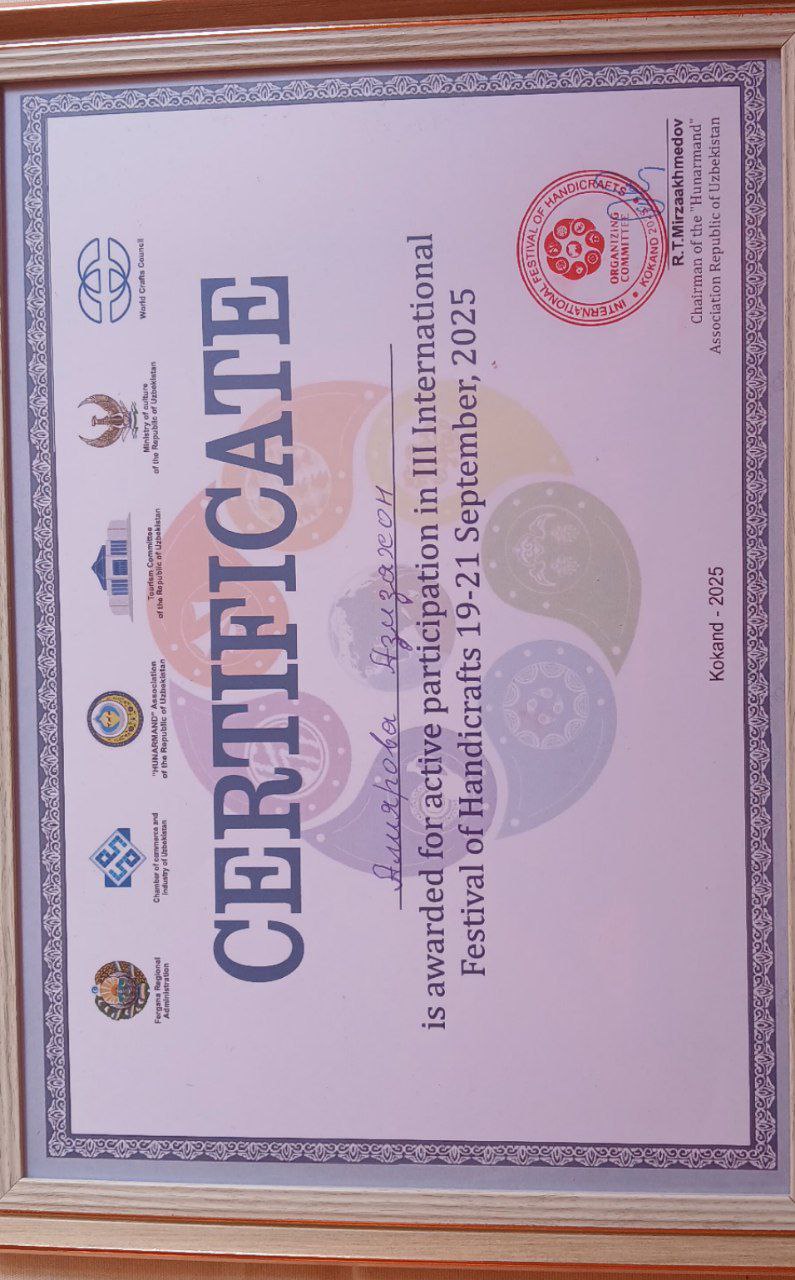 Fergana Regional
Administration
Chamber of commerce and
industry of Uzbekistan
"HUNARMAND" Association
of the Republic of Uzbekistan
Tourism Committee
of the Republic of Uzbekistan
Ministry of culture
of the Republic of Uzbekistan
World Crafts Council
CERTIFICATE
Алиярова Азизахон
is awarded for active participation in III International
Festival of Handicrafts 19-21 September, 2025
INTERNATIONAL FESTIVAL OF HANDICRAFTS
ORGANIZING
COMMITTEE
KOKAND
R.T.Mirzaakhmedov
Chairman of the "Hunarmand"
Association Republic of Uzbekistan
Kokand - 2025